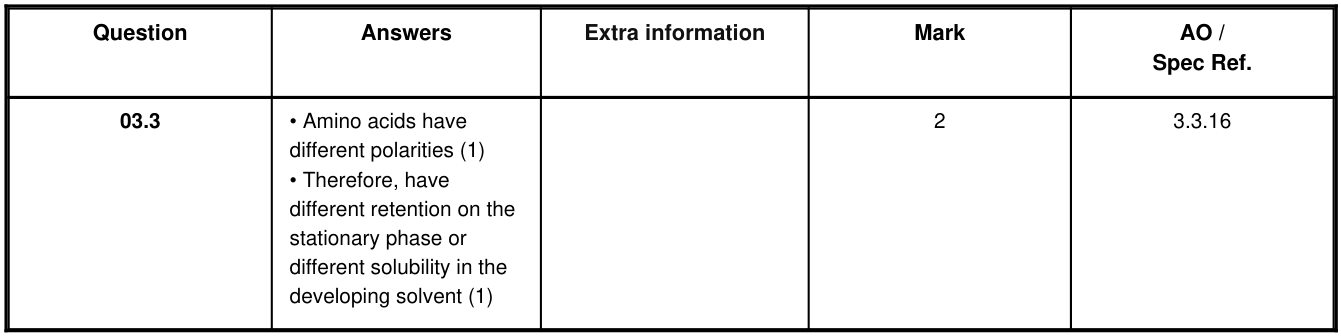 Question Answers Extra information Mark AO /
Spec Ref.
03.3 • Amino acids have 2 3.3.16
different polarities (1)
• Therefore, have
different retention on the
stationary phase or
different solubility in the
developing solvent (1)